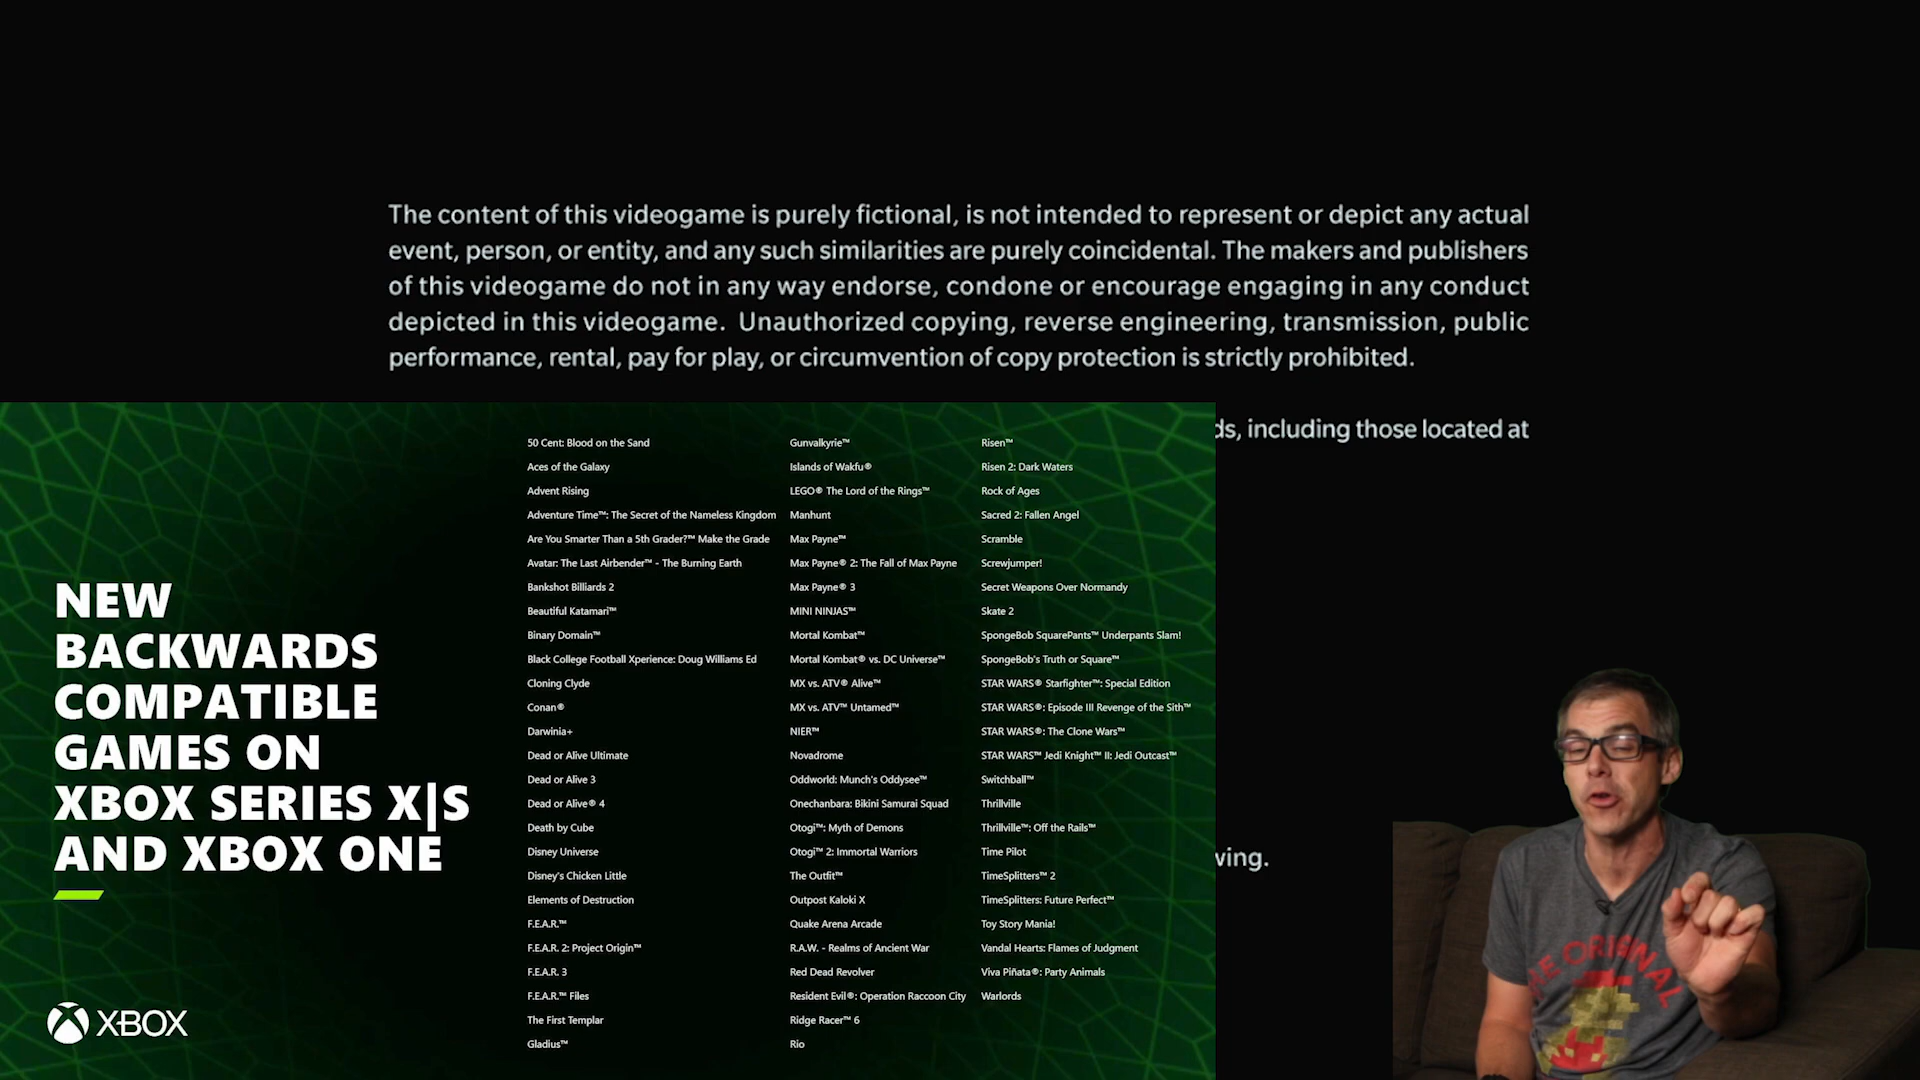 The content of this videogame is purely fictional, is not intended to represent or depict any actual
event, person, or entity, and any such similarities are purely coincidental. The makers and publishers
of this videogame do not in any way endorse, condone or encourage engaging in any conduct
depicted in this videogame. Unauthorized copying, reverse engineering, transmission, public
performance, rental, pay for play, or circumvention of copy protection is strictly prohibited.
including those located at
NEW
BACKWARDS
COMPATIBLE
GAMES ON
XBOX SERIES X|S
AND XBOX ONE
XBOX
50 Cent: Blood on the Sand
Aces of the Galaxy
Advent Rising
Adventure Time™: The Secret of the Nameless Kingdom
Are You Smarter Than a 5th Grader?™ Make the Grade
Avatar: The Last Airbender™ - The Burning Earth
Bankshot Billiards 2
Beautiful Katamari™
Binary Domain™
Black College Football Xperience: Doug Williams Ed
Cloning Clyde
Conan®
Darwinia+
Dead or Alive Ultimate
Dead or Alive 3
Dead or Alive® 4
Death by Cube
Disney Universe
Disney's Chicken Little
Elements of Destruction
F.E.A.R.™
F.E.A.R. 2: Project Origin™
F.E.A.R. 3
F.E.A.R.™ Files
The First Templar
Gladius™
Gunvalkyrie™
Islands of Wakfu®
LEGO® The Lord of the Rings™
Manhunt
Max Payne™
Max Payne® 2: The Fall of Max Payne
Max Payne® 3
MINI NINJAS™
Mortal Kombat™
Mortal Kombat® vs. DC Universe™
MX vs. ATV® Alive™
MX vs. ATV™ Untamed™
NIER™
Novadrome
Oddworld: Munch's Oddysee™
Onechanbara: Bikini Samurai Squad
Otogi™: Myth of Demons
Otogi™ 2: Immortal Warriors
The Outfit™
Outpost Kaloki X
Quake Arena Arcade
R.A.W. - Realms of Ancient War
Red Dead Revolver
Resident Evil®: Operation Raccoon City
Ridge Racer™ 6
Rio
Risen™
Risen 2: Dark Waters
Rock of Ages
Sacred 2: Fallen Angel
Scramble
Screwjumper!
Secret Weapons Over Normandy
Skate 2
SpongeBob SquarePants™ Underpants Slam!
SpongeBob's Truth or Square™
STAR WARS® Starfighter™: Special Edition
STAR WARS®: Episode III Revenge of the Sith™
STAR WARS®: The Clone Wars™
STAR WARS™ Jedi Knight™ II: Jedi Outcast™
Switchball™
Thrillville
Thrillville™: Off the Rails™
Time Pilot
TimeSplitters™ 2
TimeSplitters: Future Perfect™
Toy Story Mania!
Vandal Hearts: Flames of Judgment
Viva Piñata®: Party Animals
Warlords
THE ORIGINAL